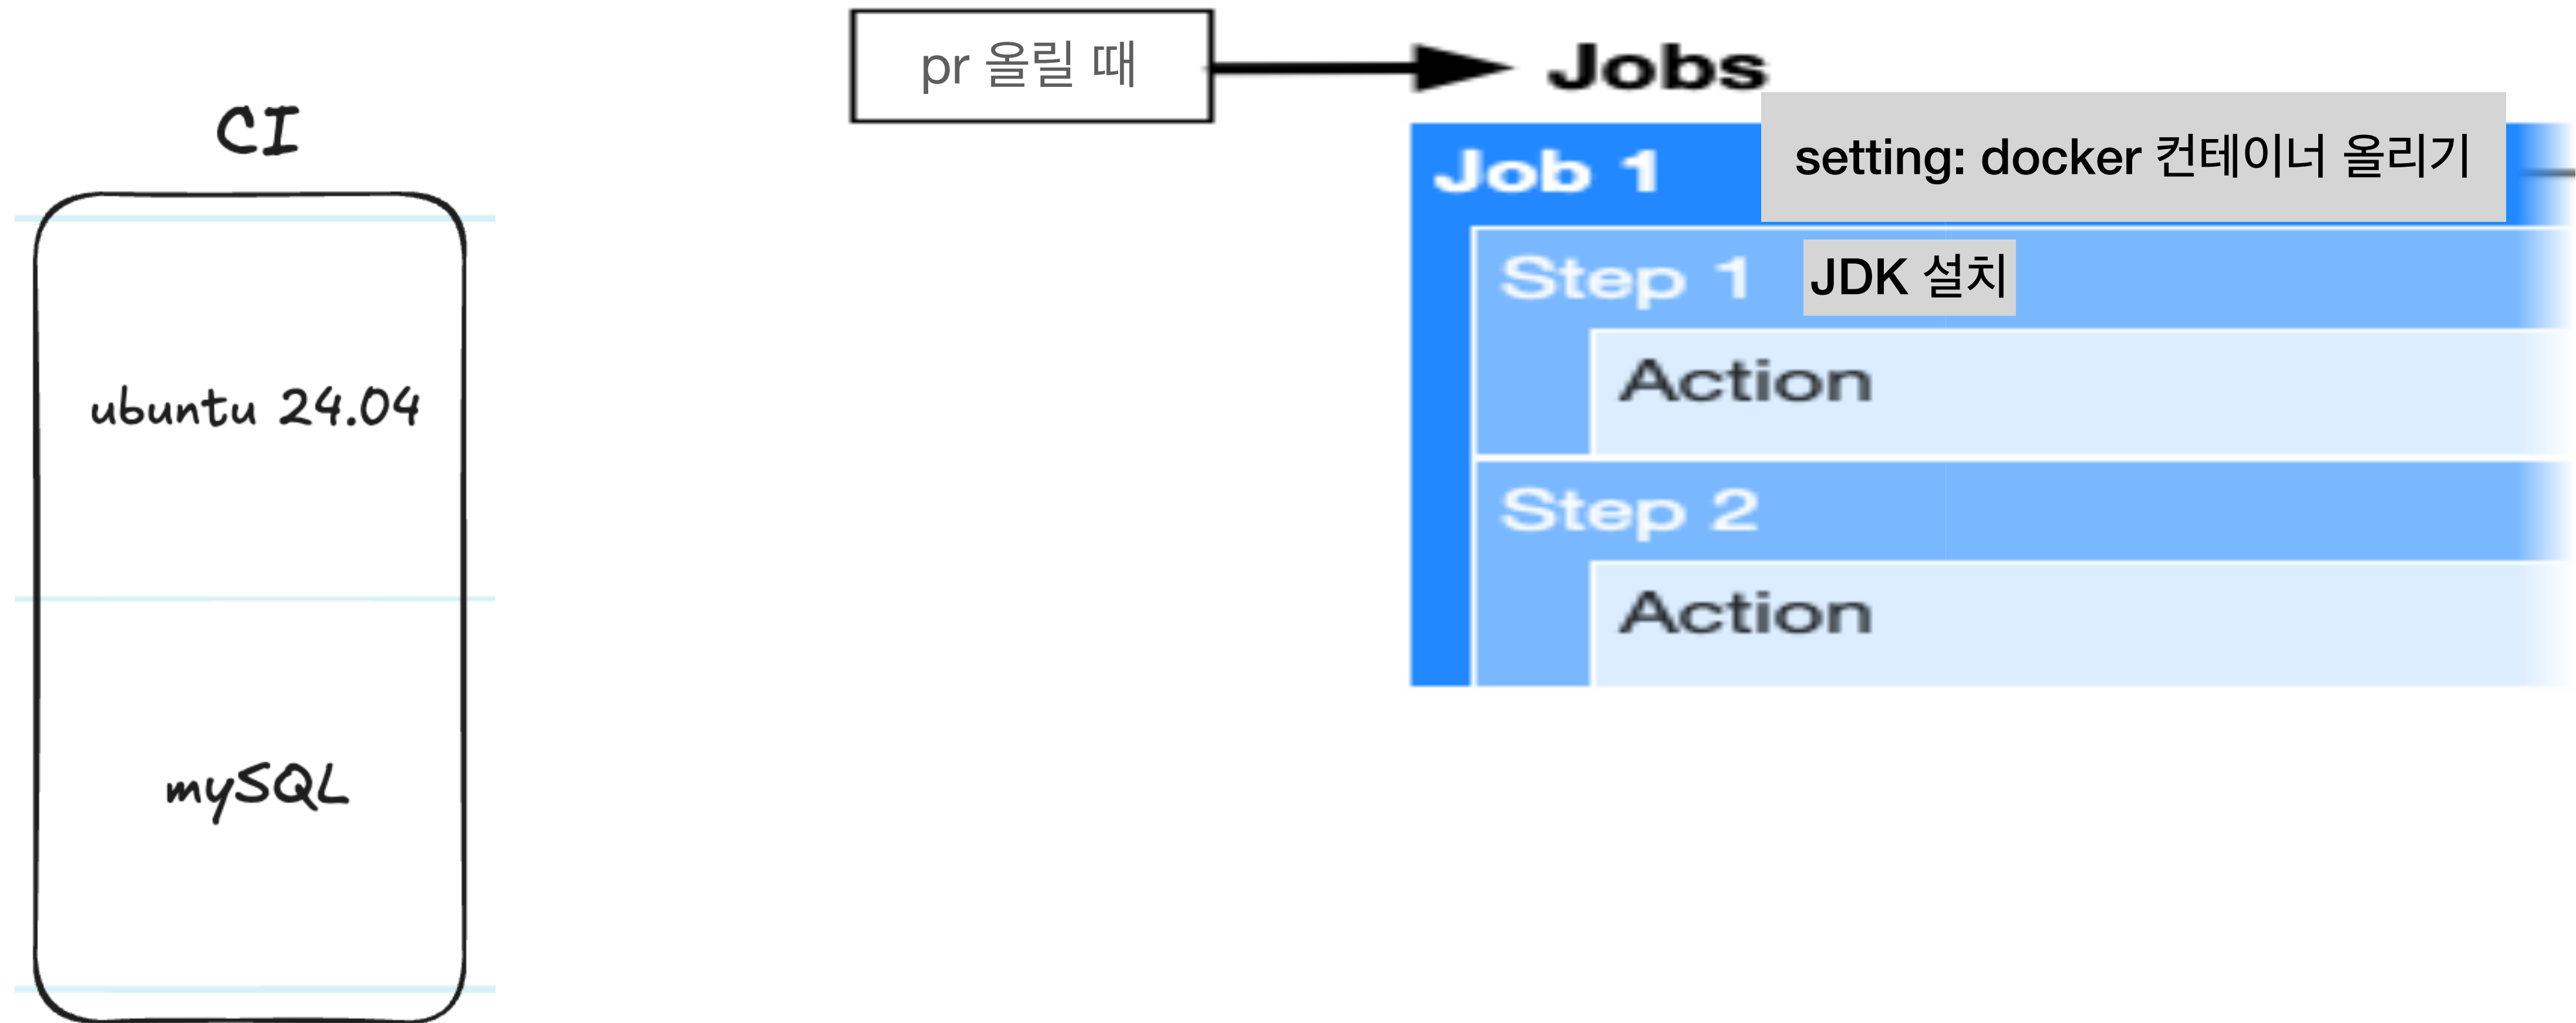 CI
ubuntu 24.04
mySQL
pr 올릴 때
Jobs
Job 1
setting: docker 컨테이너 올리기
Step 1
JDK 설치
Action
Step 2
Action